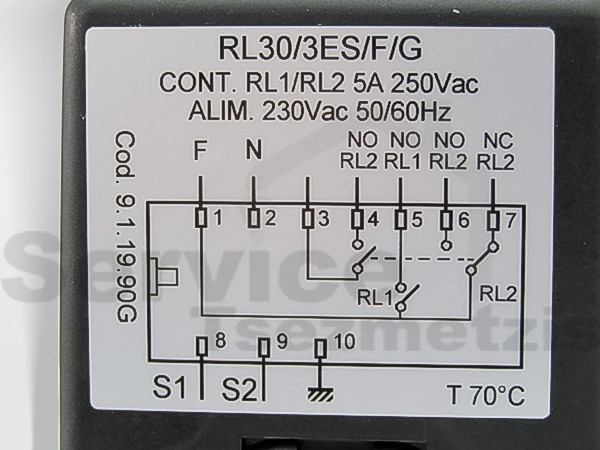 RL30/3ES/F/G
CONT. RL1/RL2 5A 250Vac
ALIM. 230Vac 50/60Hz
Cod. 9.1.19.90G
F N NO NO NO NC
RL2 RL1 RL2 RL2
1 2 3 4 5 6 7
RL1 RL2
8 9 10
S1 S2 T 70°C
Service
Tsezmetzis